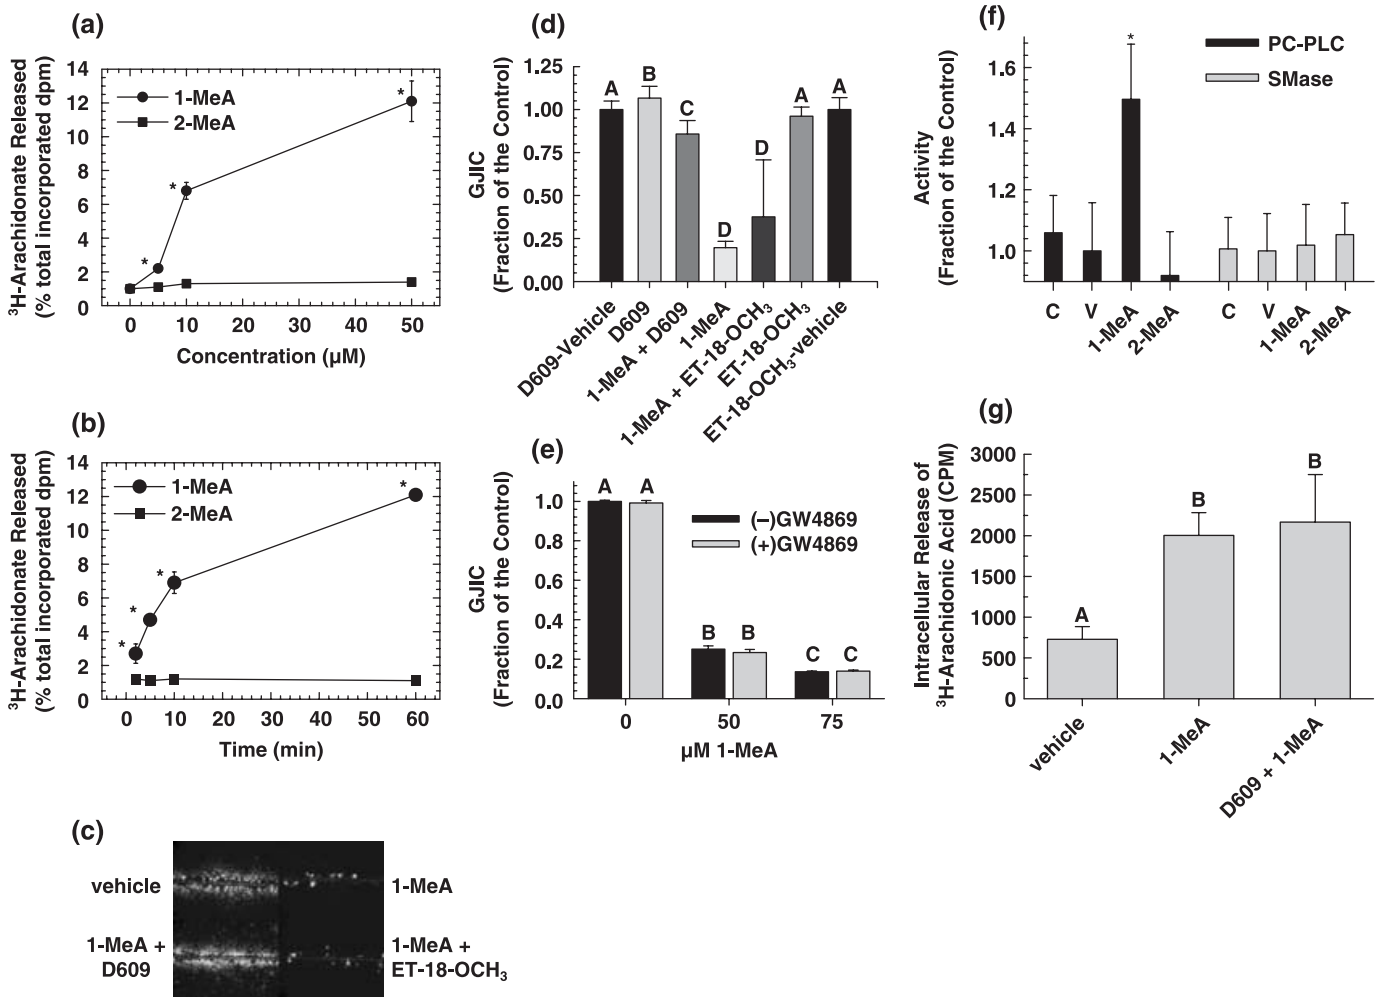 (a)
³H-Arachidonate Released
(% total incorporated dpm)
14
12
10
8
6
4
2
0
1-MeA
2-MeA
*
*
*
0
10
20
30
40
50
Concentration (µM)
(b)
³H-Arachidonate Released
(% total incorporated dpm)
14
12
10
8
6
4
2
0
1-MeA
2-MeA
*
*
*
*
0
10
20
30
40
50
60
Time (min)
(c)
vehicle
1-MeA
1-MeA +
D609
1-MeA +
ET-18-OCH₃
(d)
GJIC
(Fraction of the Control)
1.25
1.00
0.75
0.50
0.25
0.00
A
B
C
D
D
A
A
D609-Vehicle
D609
1-MeA + D609
1-MeA
1-MeA + ET-18-OCH₃
ET-18-OCH₃
ET-18-OCH₃-vehicle
(e)
GJIC
(Fraction of the Control)
1.0
0.8
0.6
0.4
0.2
0.0
A
A
B
B
C
C
(–)GW4869
(+)GW4869
0
50
75
µM 1-MeA
(f)
PC-PLC
SMase
Activity
(Fraction of the Control)
1.6
1.4
1.2
1.0
*
C
V
1-MeA
2-MeA
C
V
1-MeA
2-MeA
(g)
Intracellular Release of
³H-Arachidonic Acid (CPM)
3000
2500
2000
1500
1000
500
0
A
B
B
vehicle
1-MeA
D609 + 1-MeA